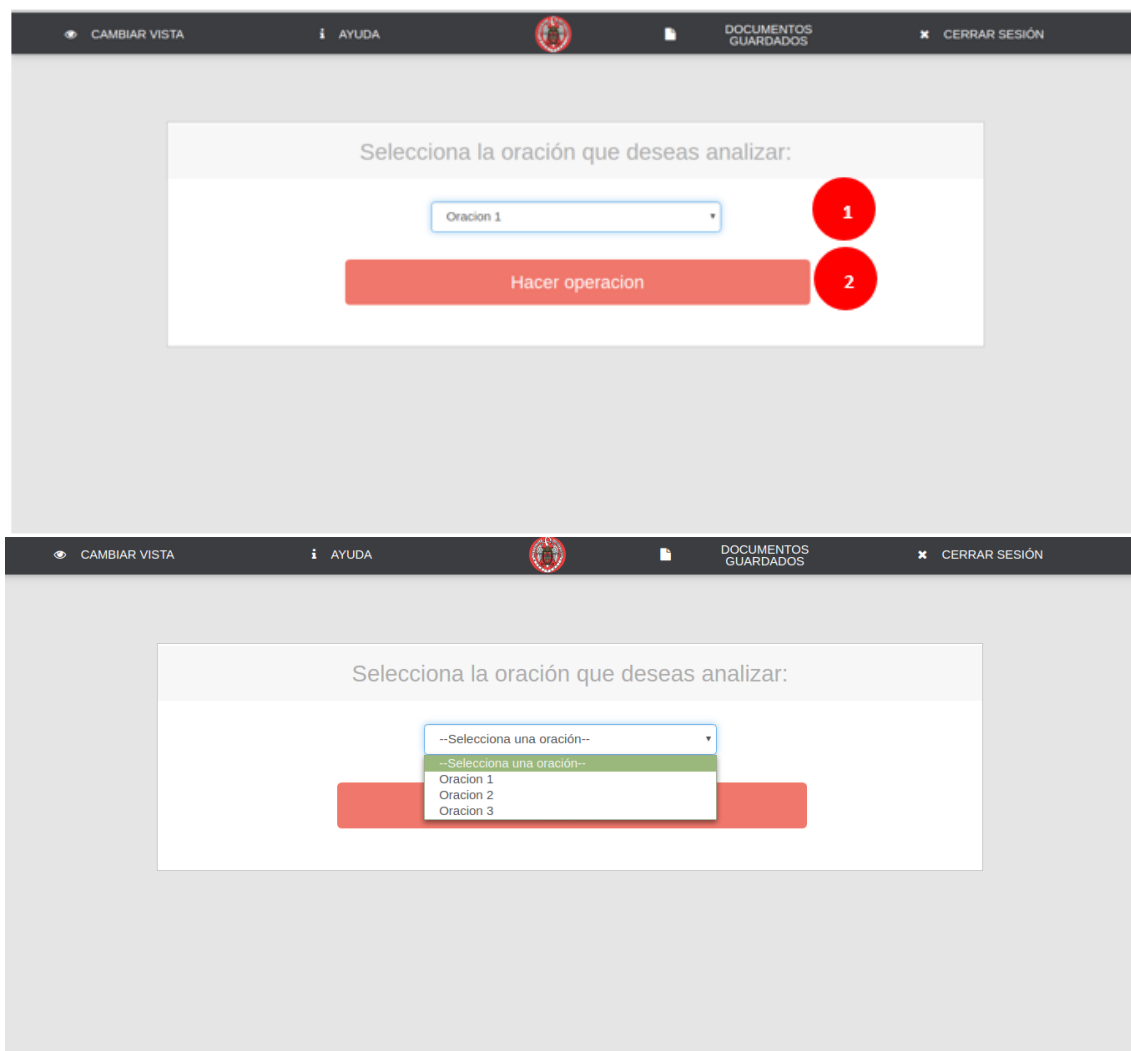 CAMBIAR VISTA
AYUDA
DOCUMENTOS
GUARDADOS
CERRAR SESIÓN
Selecciona la oración que deseas analizar:
Oracion 1
1
Hacer operacion
2
CAMBIAR VISTA
AYUDA
DOCUMENTOS
GUARDADOS
CERRAR SESIÓN
Selecciona la oración que deseas analizar:
--Selecciona una oración--
--Selecciona una oración--
Oracion 1
Oracion 2
Oracion 3